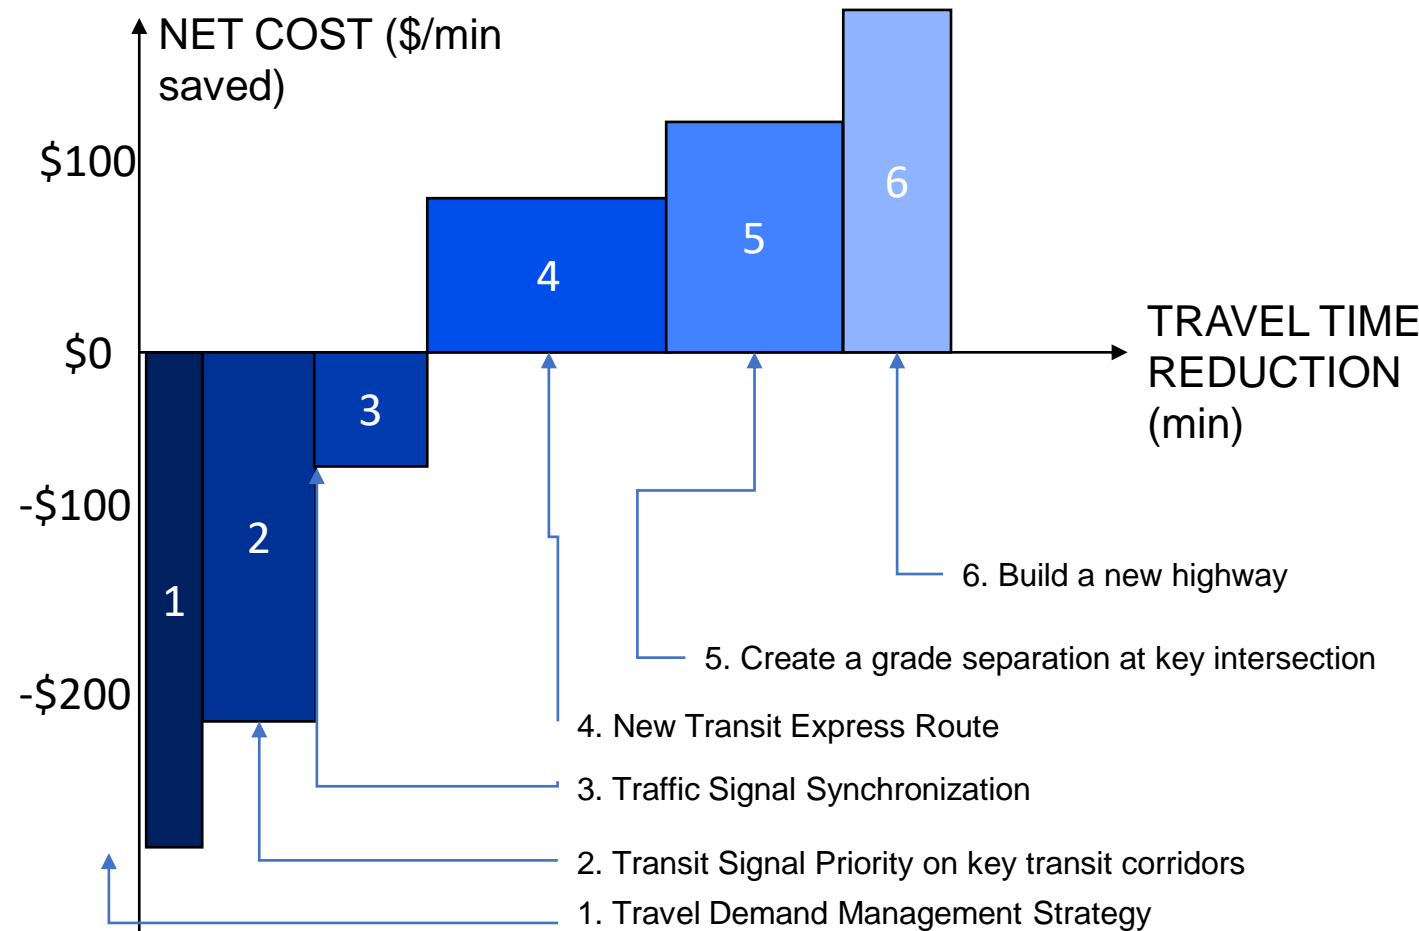 NET COST ($/min
saved)
$100
$0
-$100
-$200
1
2
3
4
5
6
TRAVEL TIME
REDUCTION
(min)
6. Build a new highway
5. Create a grade separation at key intersection
4. New Transit Express Route
3. Traffic Signal Synchronization
2. Transit Signal Priority on key transit corridors
1. Travel Demand Management Strategy